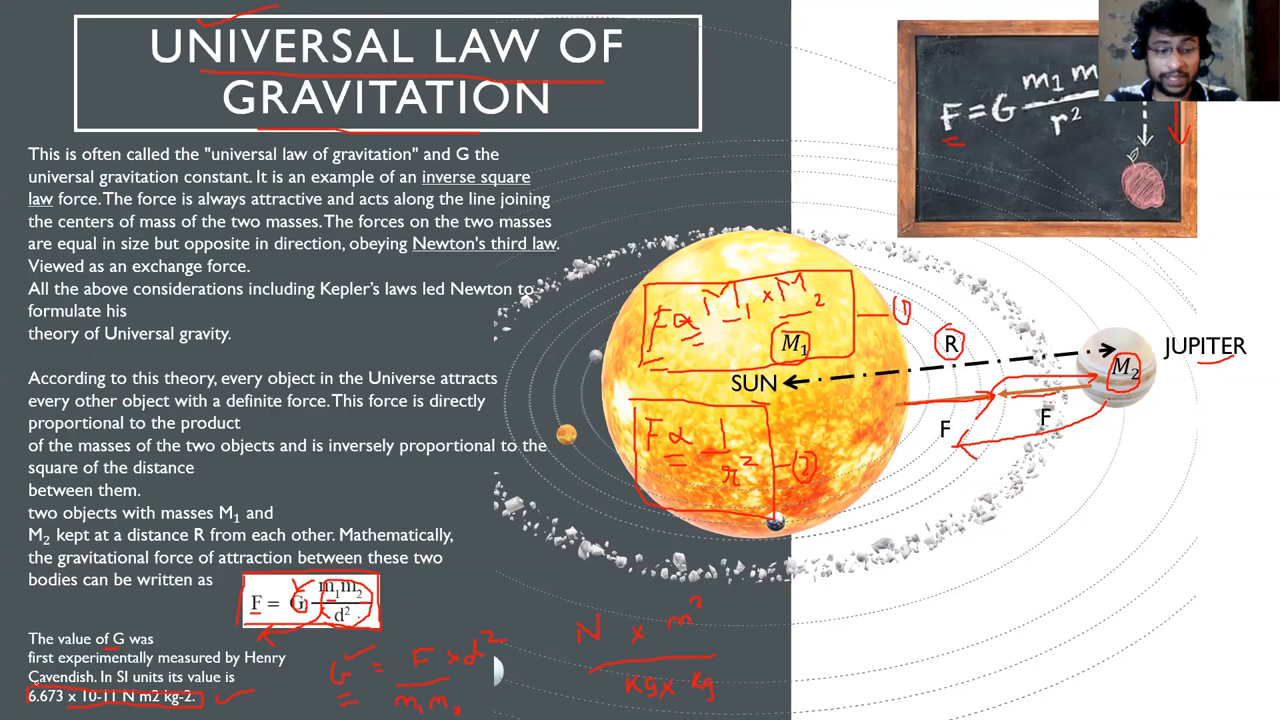 UNIVERSAL LAW OF
GRAVITATION
This is often called the "universal law of gravitation" and G the
universal gravitation constant. It is an example of an inverse square
law force. The force is always attractive and acts along the line joining
the centers of mass of the two masses. The forces on the two masses
are equal in size but opposite in direction, obeying Newton's third law.
Viewed as an exchange force.
All the above considerations including Kepler's laws led Newton to
formulate his
theory of Universal gravity.
According to this theory, every object in the Universe attracts
every other object with a definite force. This force is directly
proportional to the product
of the masses of the two objects and is inversely proportional to the
square of the distance
between them.
two objects with masses M₁ and
M₂ kept at a distance R from each other. Mathematically,
the gravitational force of attraction between these two
bodies can be written as
F = G m₁m₂ / d²
The value of G was
first experimentally measured by Henry
Cavendish. In SI units its value is
6.673 x 10-11 N m2 kg-2.
G = F × d² / m₁ m₂
N × m² / kg × kg
F = G m₁ m / r²
F ∝ M₁ × M₂
1
M₁
R
JUPITER
M₂
SUN
F
F
F ∝ 1 / r²
2